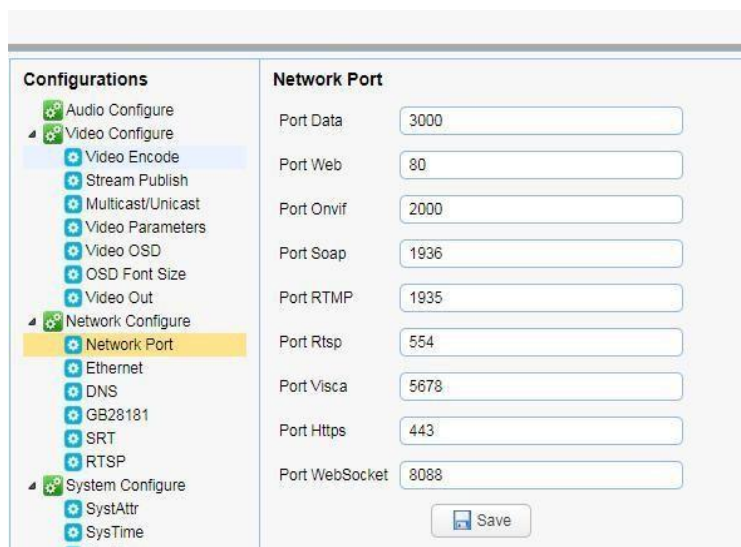 Configurations
Audio Configure
Video Configure
Video Encode
Stream Publish
Multicast/Unicast
Video Parameters
Video OSD
OSD Font Size
Video Out
Network Configure
Network Port
Ethernet
DNS
GB28181
SRT
RTSP
System Configure
SystAttr
SysTime
Network Port
Port Data 3000
Port Web 80
Port Onvif 2000
Port Soap 1936
Port RTMP 1935
Port Rtsp 554
Port Visca 5678
Port Https 443
Port WebSocket 8088
Save